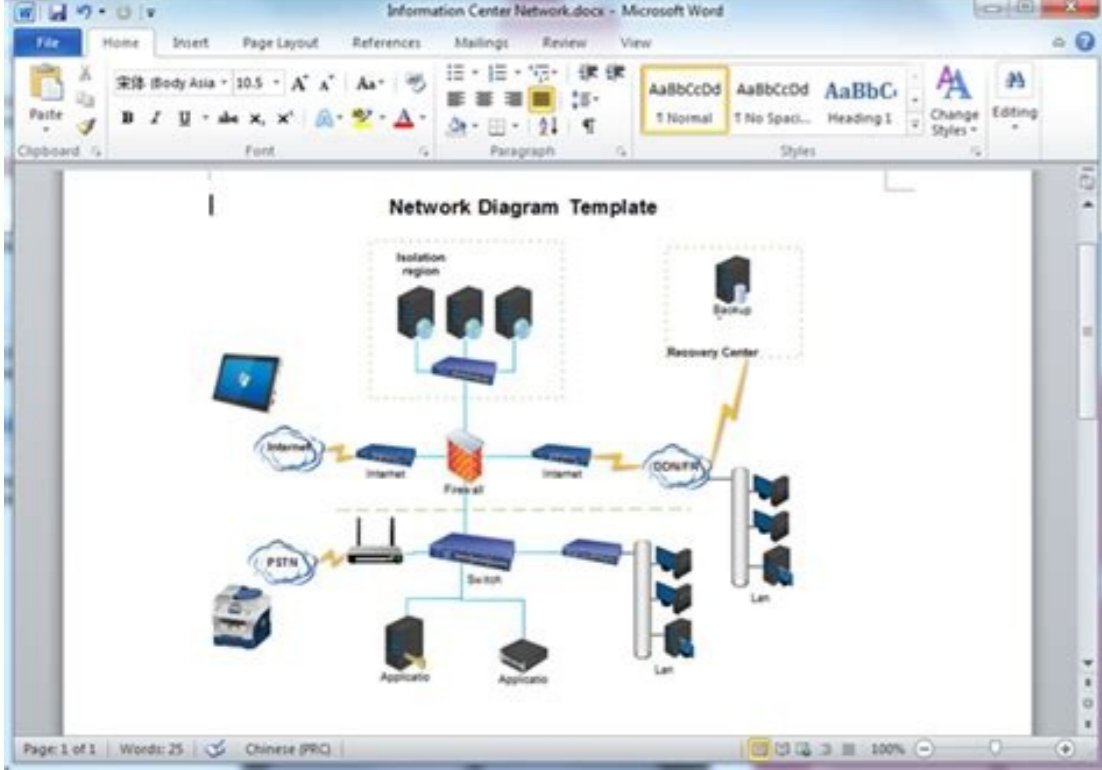 Information Center Network.docx - Microsoft Word
File Home Insert Page Layout References Mailings Review View
宋体 (Body Asia 10.5 A A Aa
Paste
B I U abc x, x' A
AaBbCcDd AaBbCcDd AaBbC
¶ Normal ¶ No Spaci... Heading 1
Change Styles
Editing
Clipboard Font Paragraph Styles
Network Diagram Template
Isolation
region
Backup
Recovery Center
Internet
Internet
Firewall
Internet
DDN/FR
PSTN
Switch
Lan
Lan
Applicatio
Applicatio
Page: 1 of 1 Words: 25 Chinese (PRC) 100%